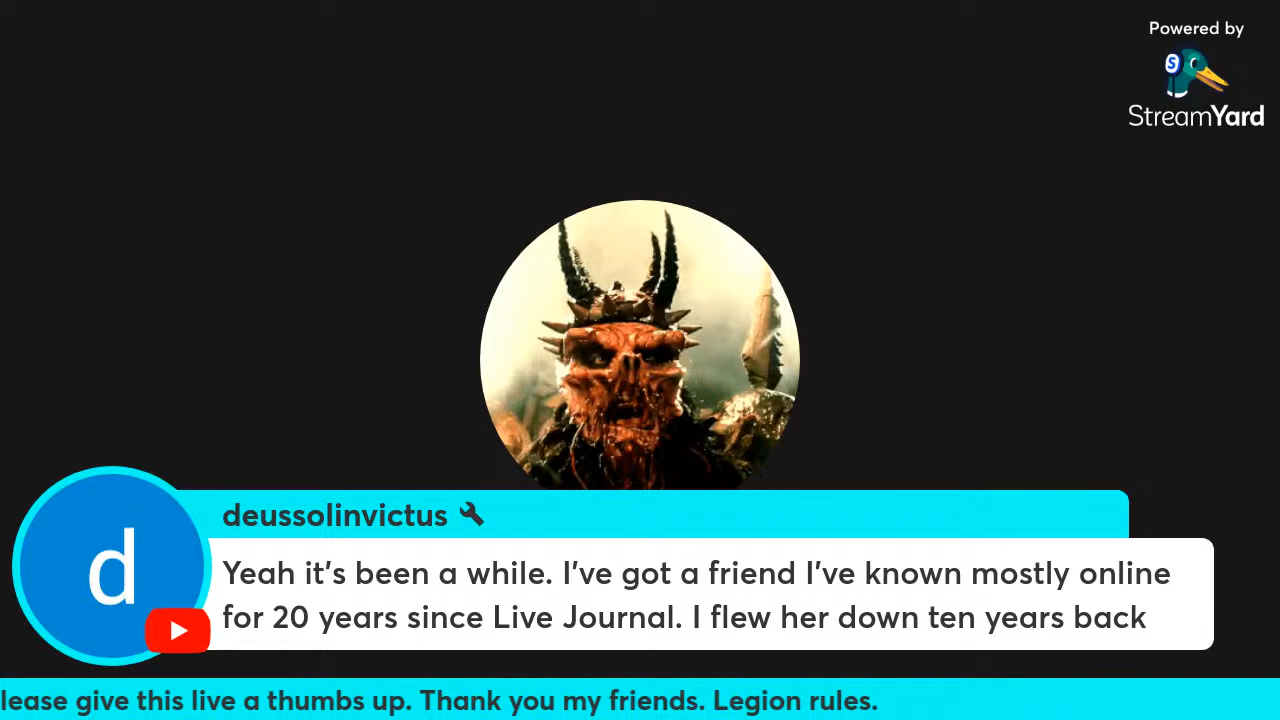 Powered by
S
StreamYard
deussolinvictus
d
Yeah it's been a while. I've got a friend I've known mostly online
for 20 years since Live Journal. I flew her down ten years back
lease give this live a thumbs up. Thank you my friends. Legion rules.